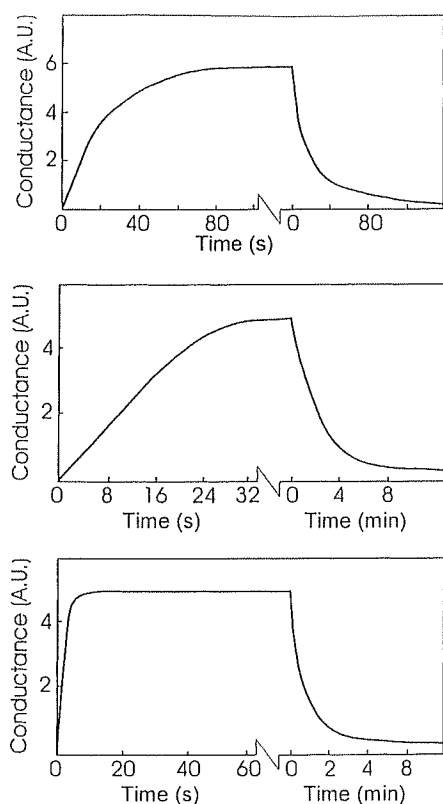 Conductance (A.U.)
6
4
2
0 40 80 0 80
Time (s)
Conductance (A.U.)
4
2
0 8 16 24 32 0 4 8
Time (s) Time (min)
Conductance (A.U.)
4
2
0 20 40 60 0 2 4 8
Time (s) Time (min)